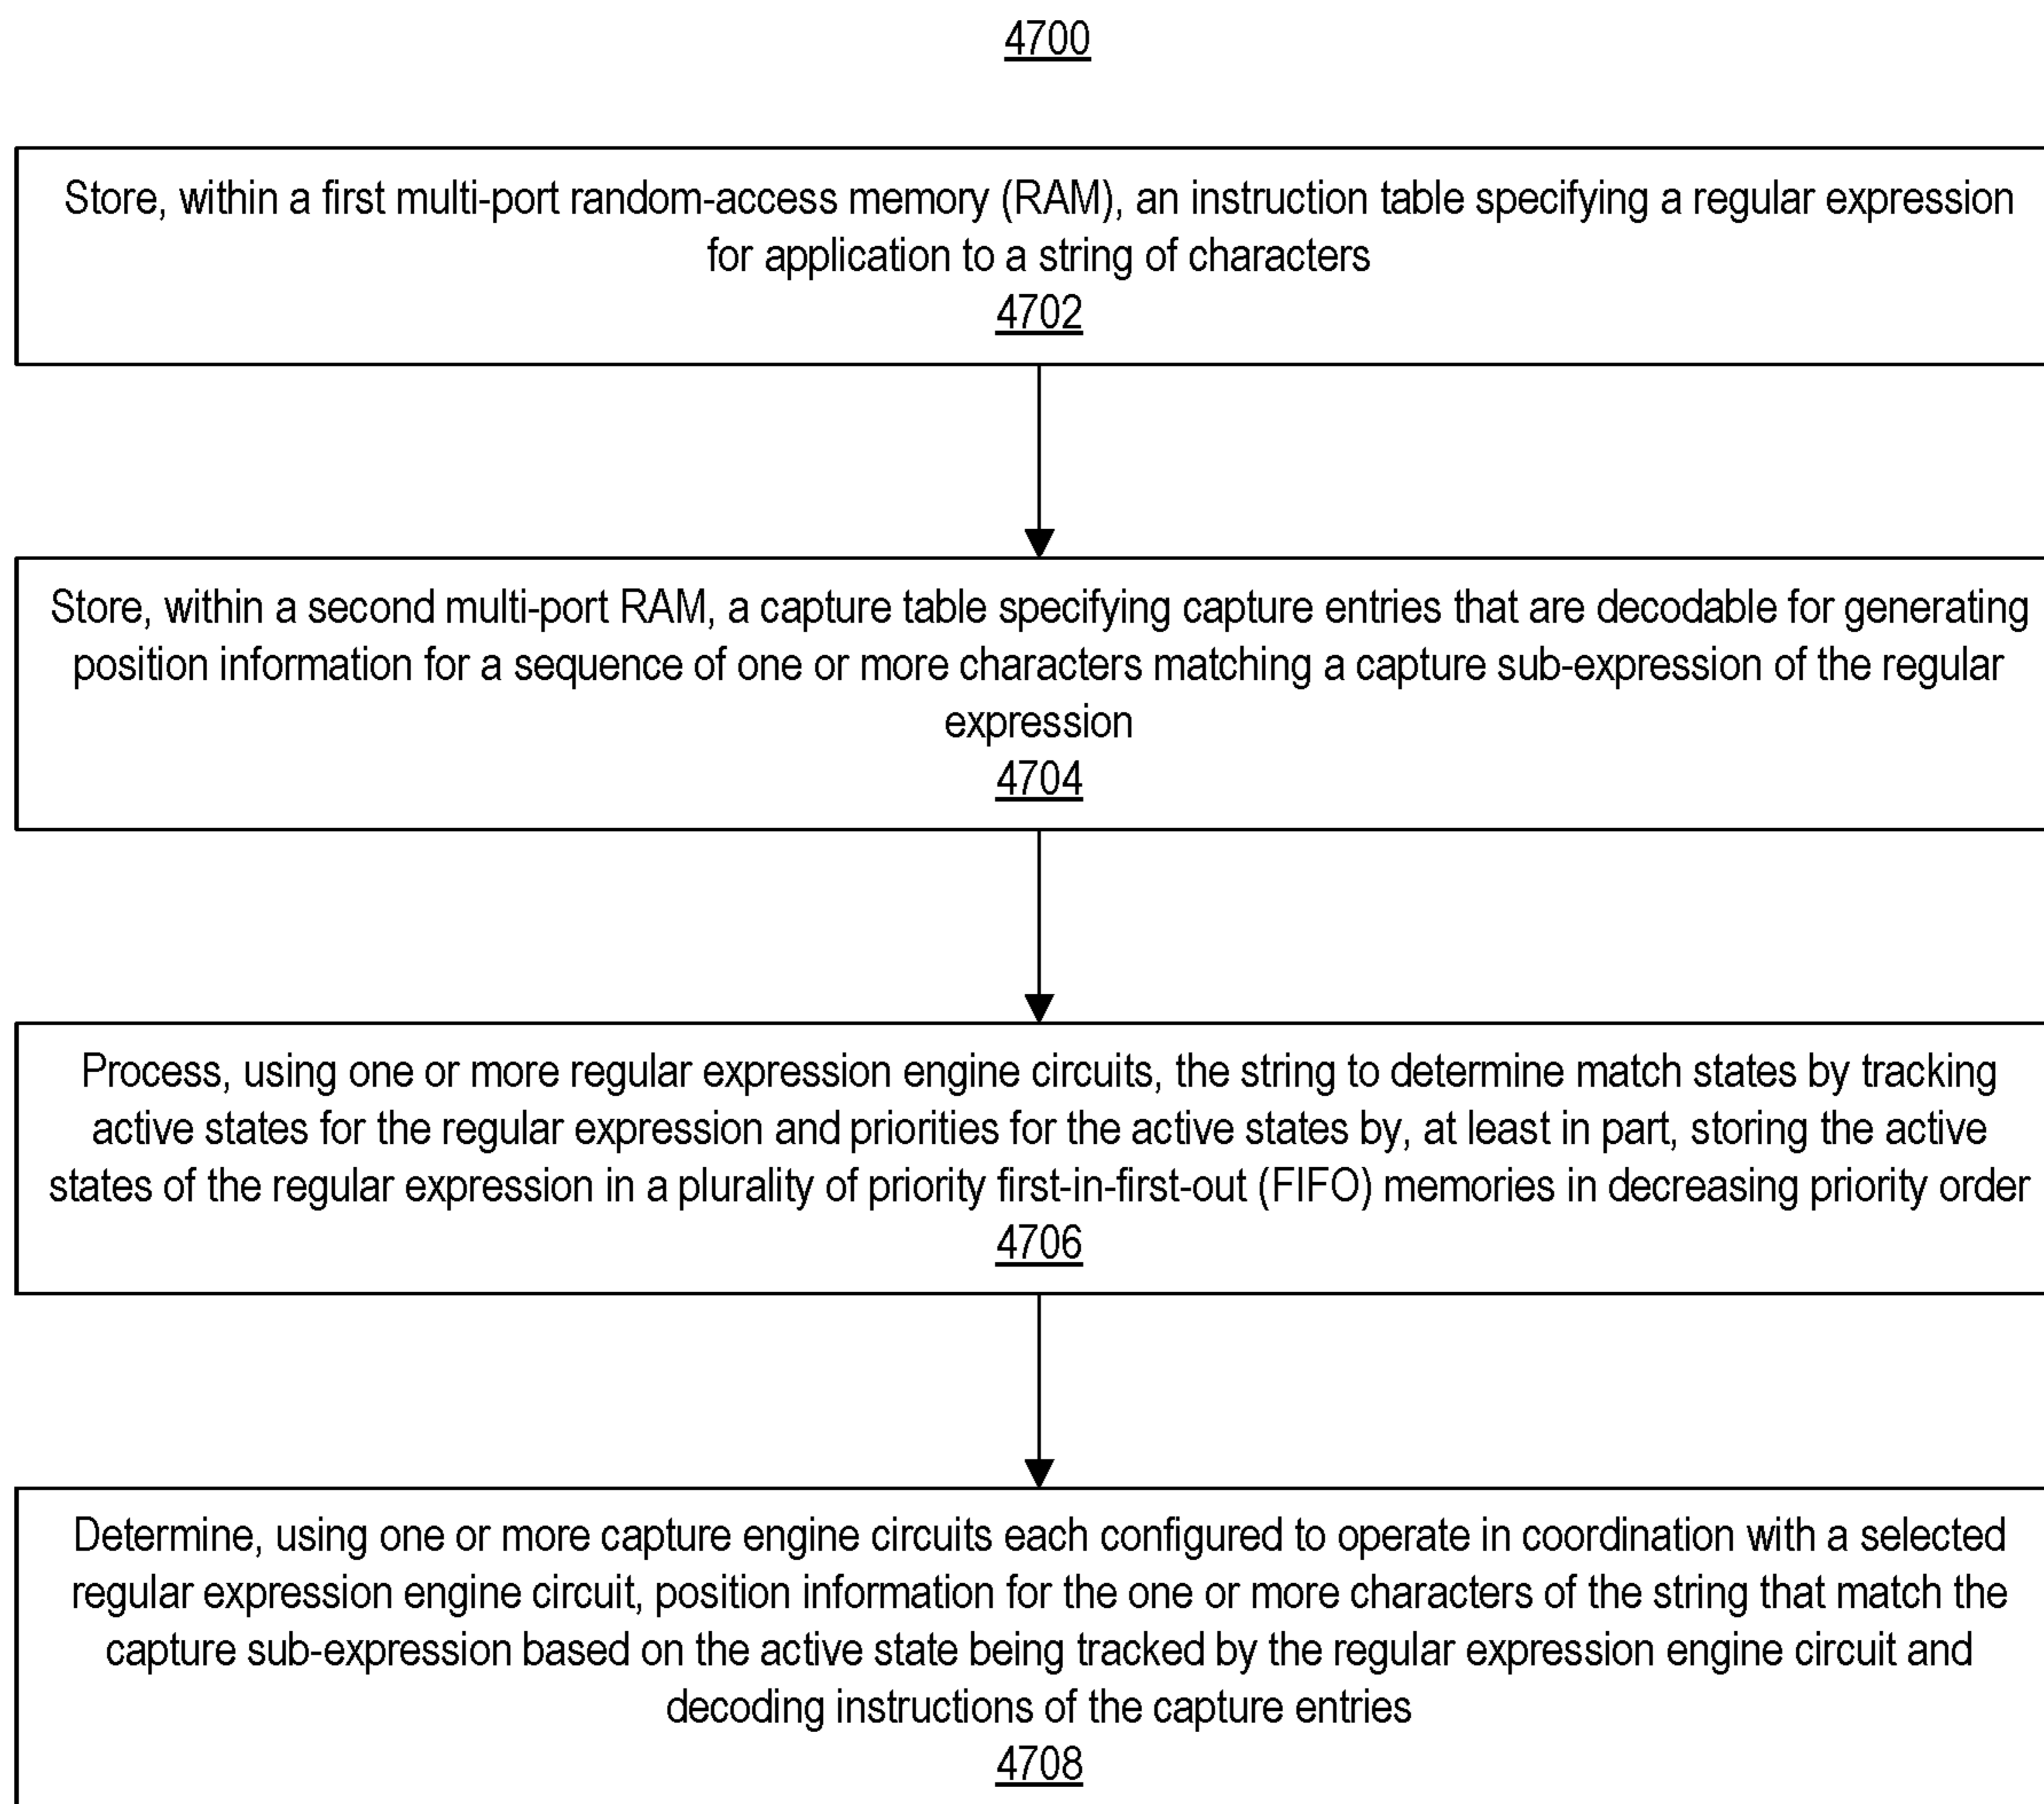 4700
Store, within a first multi-port random-access memory (RAM), an instruction table specifying a regular expression
for application to a string of characters
4702
Store, within a second multi-port RAM, a capture table specifying capture entries that are decodable for generating
position information for a sequence of one or more characters matching a capture sub-expression of the regular
expression
4704
Process, using one or more regular expression engine circuits, the string to determine match states by tracking
active states for the regular expression and priorities for the active states by, at least in part, storing the active
states of the regular expression in a plurality of priority first-in-first-out (FIFO) memories in decreasing priority order
4706
Determine, using one or more capture engine circuits each configured to operate in coordination with a selected
regular expression engine circuit, position information for the one or more characters of the string that match the
capture sub-expression based on the active state being tracked by the regular expression engine circuit and
decoding instructions of the capture entries
4708